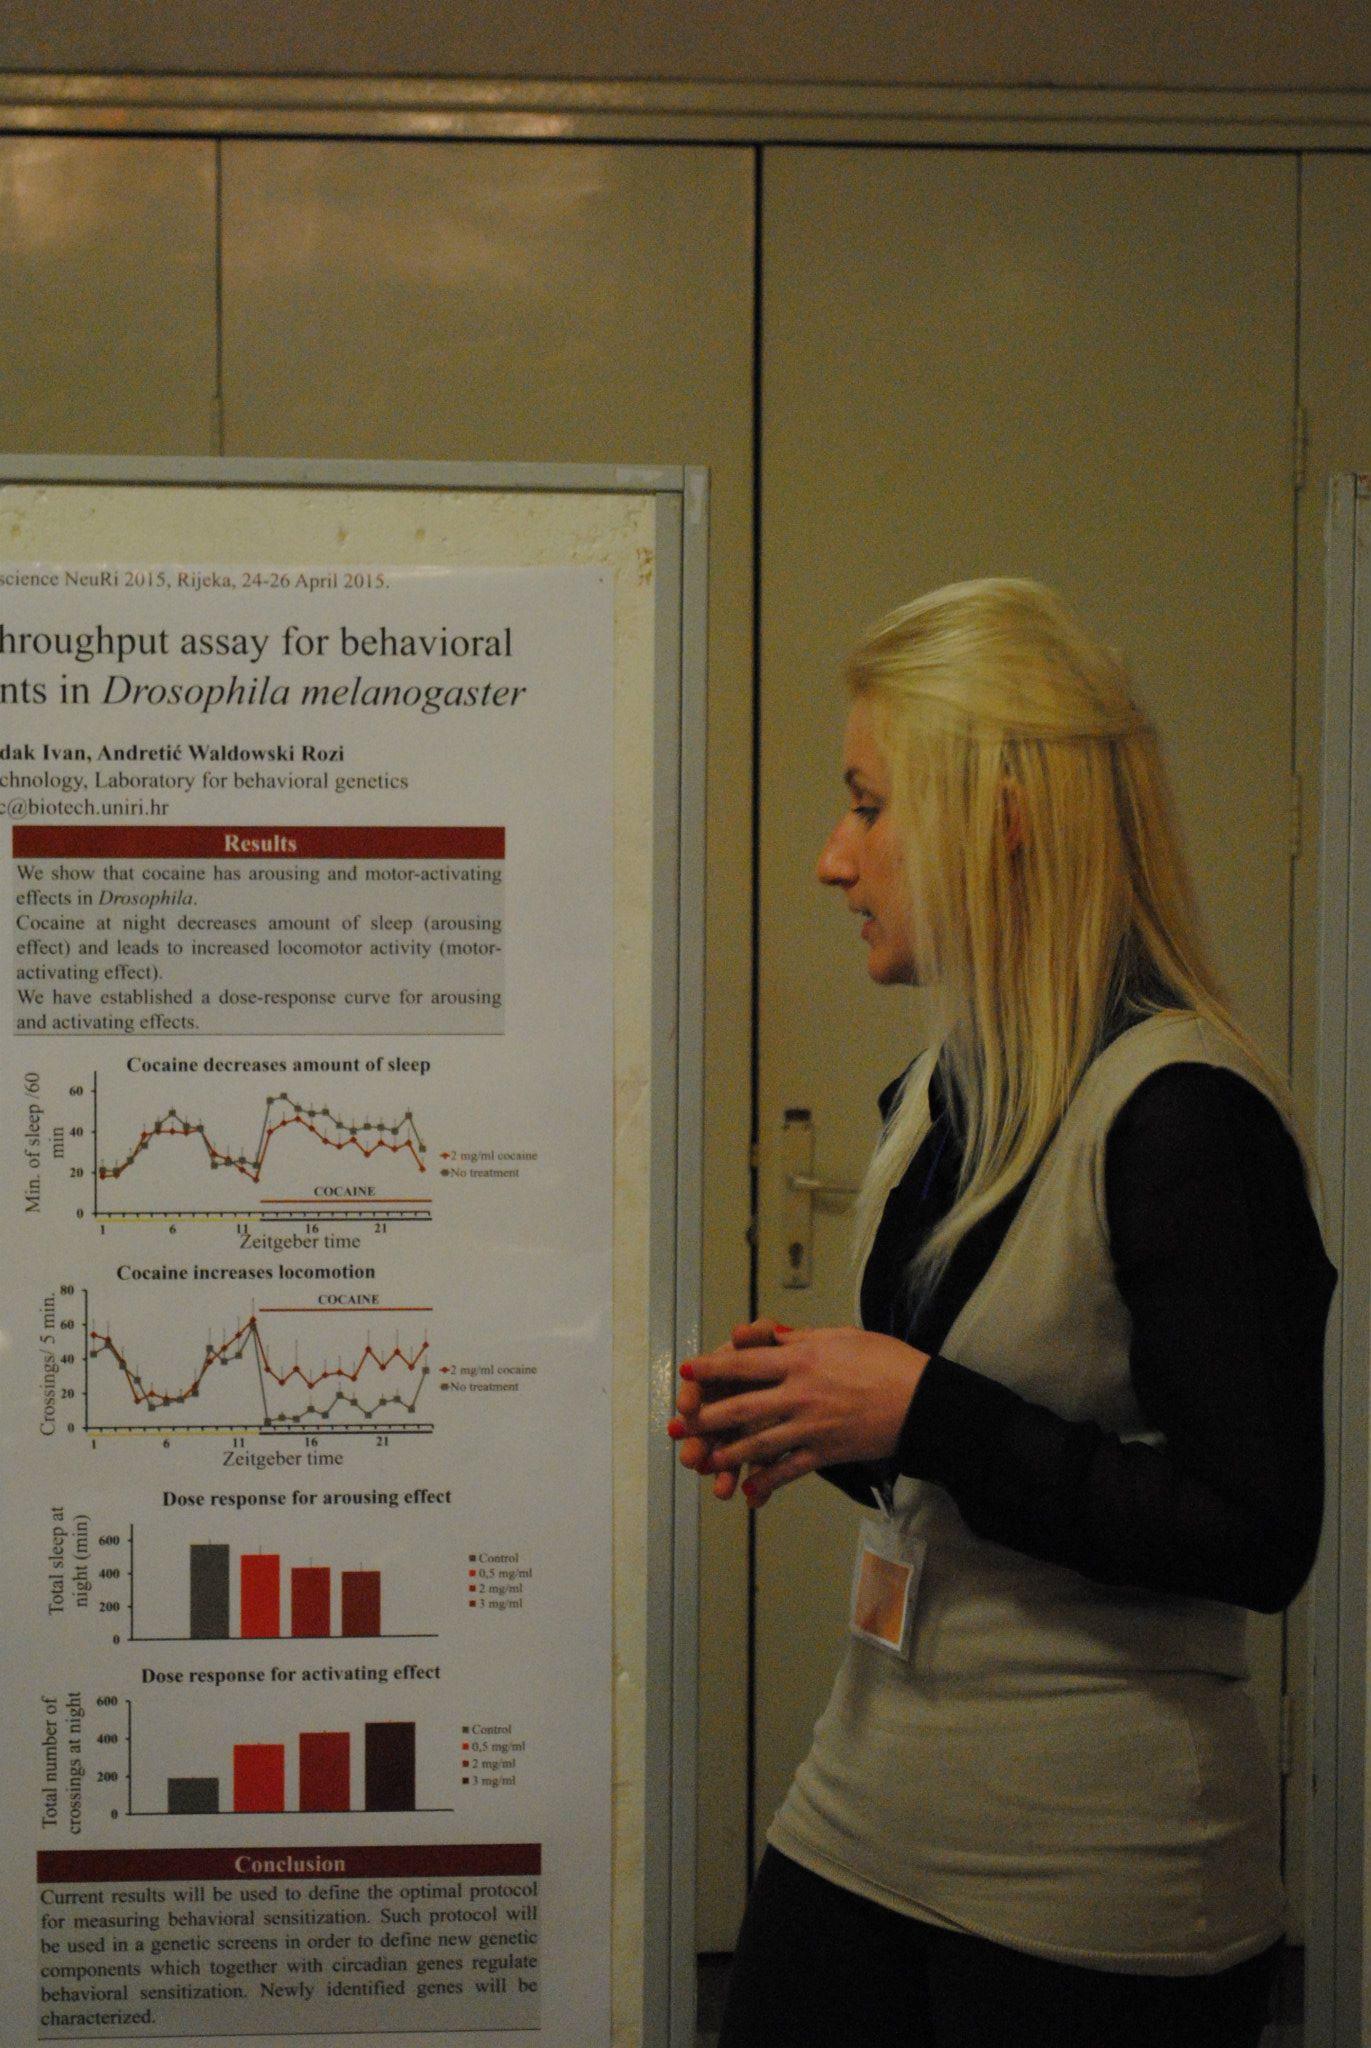 science NeuRi 2015, Rijeka, 24-26 April 2015.
hroughput assay for behavioral
nts in Drosophila melanogaster
dak Ivan, Andretić Waldowski Rozi
chnology, Laboratory for behavioral genetics
c@biotech.uniri.hr
Results
We show that cocaine has arousing and motor-activating
effects in Drosophila.
Cocaine at night decreases amount of sleep (arousing
effect) and leads to increased locomotor activity (motor-
activating effect).
We have established a dose-response curve for arousing
and activating effects.
Cocaine decreases amount of sleep
Min. of sleep /60
min
60
40
20
0
2 mg/ml cocaine
No treatment
COCAINE
1 6 11 16 21
Zeitgeber time
Cocaine increases locomotion
Crossings/ 5 min.
80
60
40
20
0
COCAINE
2 mg/ml cocaine
No treatment
1 6 11 16 21
Zeitgeber time
Dose response for arousing effect
Total sleep at
night (min)
600
400
200
0
Control
0,5 mg/ml
2 mg/ml
3 mg/ml
Dose response for activating effect
Total number of
crossings at night
600
400
200
0
Control
0,5 mg/ml
2 mg/ml
3 mg/ml
Conclusion
Current results will be used to define the optimal protocol
for measuring behavioral sensitization. Such protocol will
be used in a genetic screens in order to define new genetic
components which together with circadian genes regulate
behavioral sensitization. Newly identified genes will be
characterized.